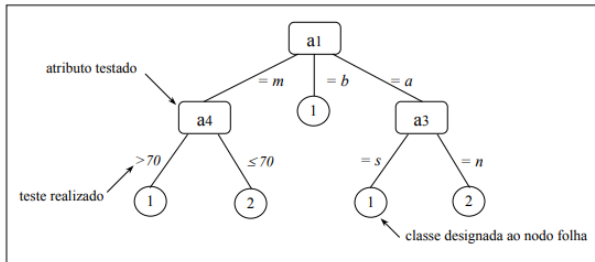 a1
atributo testado
= m
= b
= a
a4
1
a3
>70
≤70
= s
= n
teste realizado
1
2
1
2
classe designada ao nodo folha